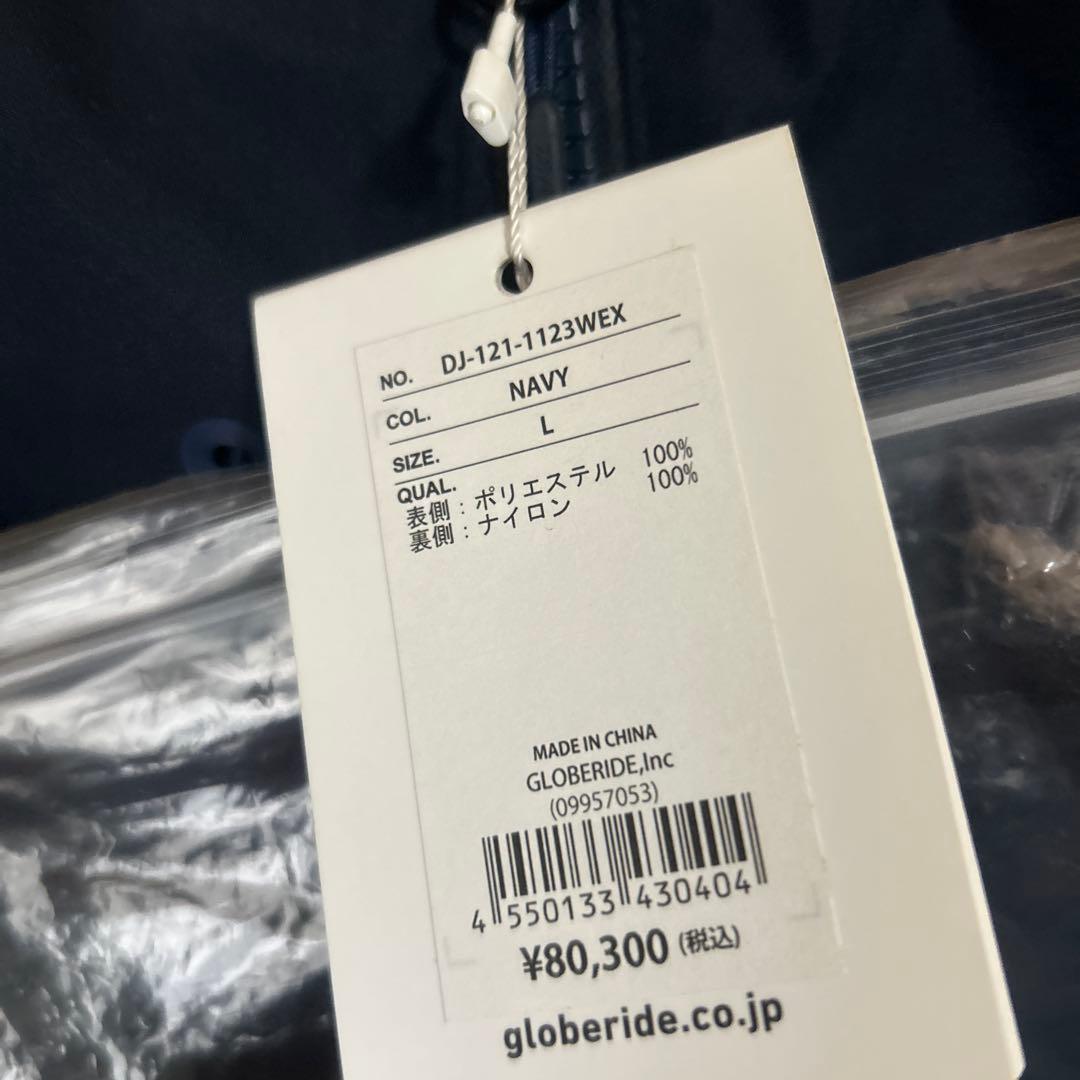 NO. DJ-121-1123WEX
COL. NAVY
SIZE. L
QUAL.
表側：ポリエステル 100%
裏側：ナイロン 100%
MADE IN CHINA
GLOBERIDE,Inc
(09957053)
4 550133 430404
¥80,300 (税込)
globeride.co.jp